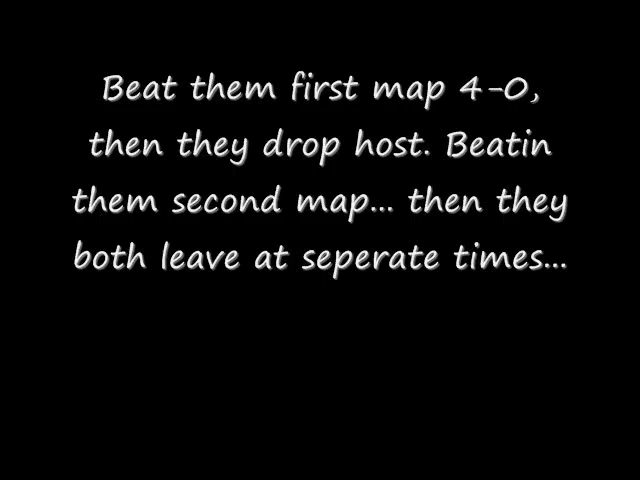 Beat them first map 4-0,
then they drop host. Beatin
them second map... then they
both leave at seperate times...